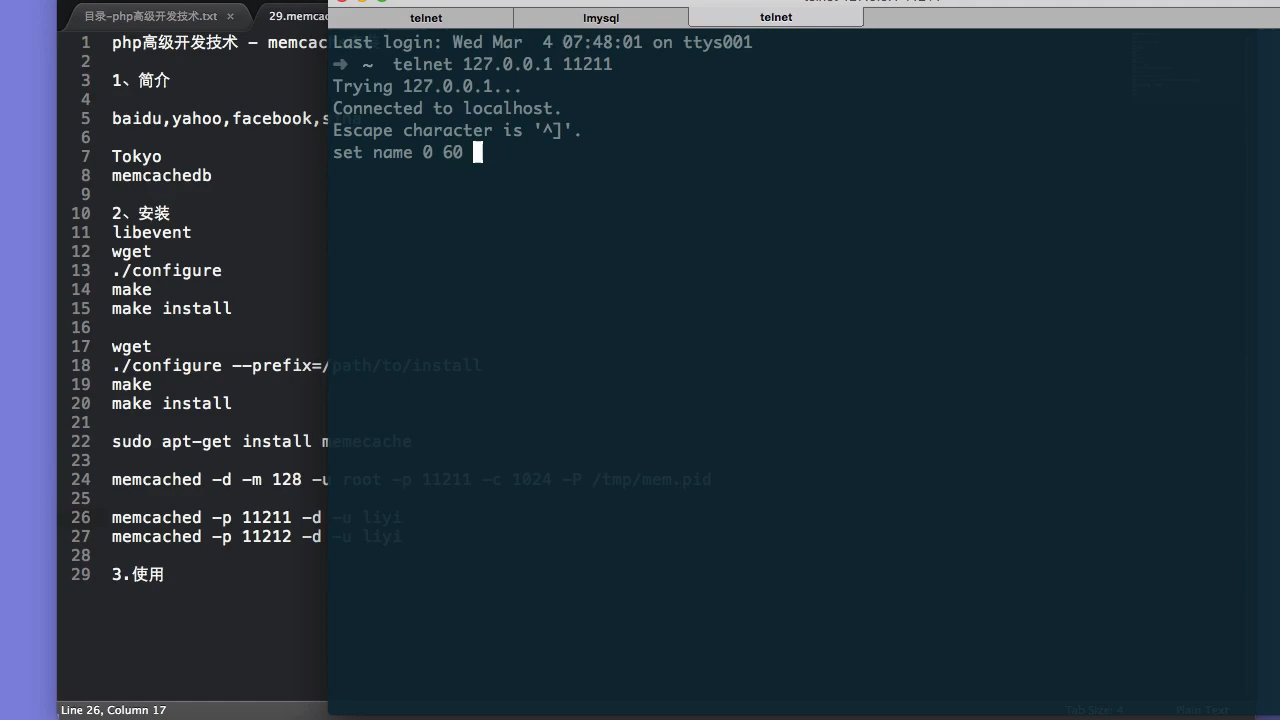 目录-php高级开发技术.txt ×
29.memcac
telnet
lmysql
telnet
1 php高级开发技术 - memcac
2
3 1、简介
4
5 baidu,yahoo,facebook,s
6
7 Tokyo
8 memcachedb
9
10 2、安装
11 libevent
12 wget
13 ./configure
14 make
15 make install
16
17 wget
18 ./configure --prefix=/path/to/install
19 make
20 make install
21
22 sudo apt-get install memecache
23
24 memcached -d -m 128 -u root -p 11211 -c 1024 -P /tmp/mem.pid
25
26 memcached -p 11211 -d -u liyi
27 memcached -p 11212 -d -u liyi
28
29 3.使用
Last login: Wed Mar  4 07:48:01 on ttys001
➜ ~ telnet 127.0.0.1 11211
Trying 127.0.0.1...
Connected to localhost.
Escape character is '^]'.
set name 0 60
Line 26, Column 17
Tab Size: 4
Plain Text